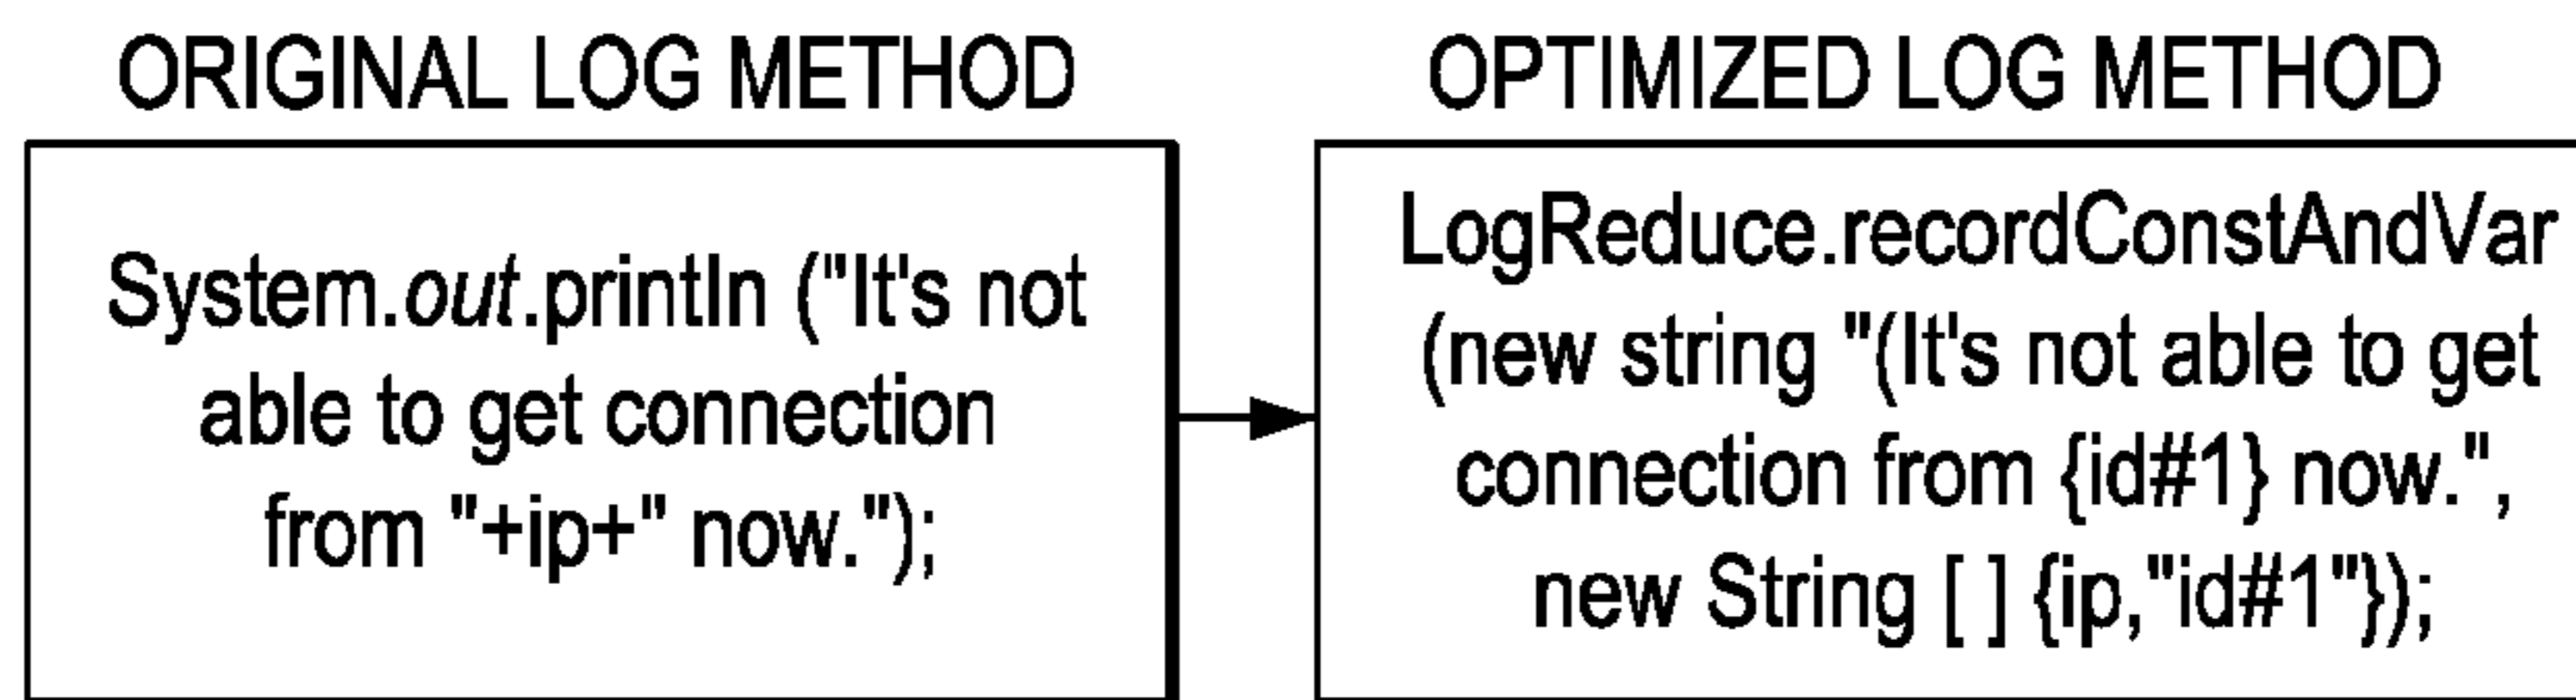 ORIGINAL LOG METHOD
System.out.println ("It's not
able to get connection
from "+ip+" now.");
OPTIMIZED LOG METHOD
LogReduce.recordConstAndVar
(new string "(It's not able to get
connection from {id#1} now.",
new String [ ] {ip,"id#1"});